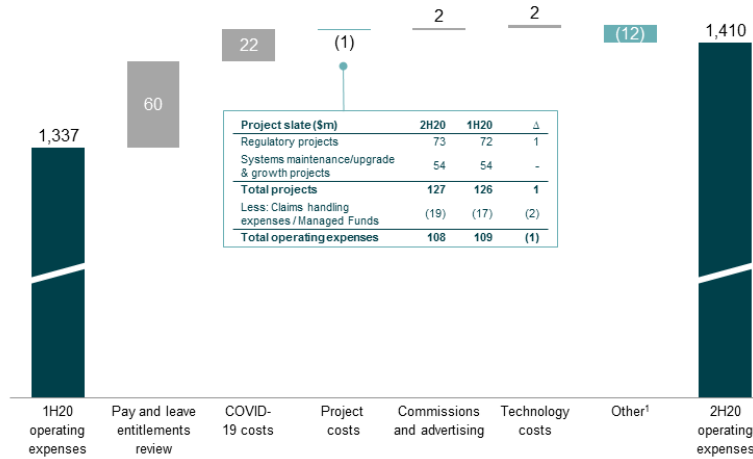 1,337
60
22
(1)
2
2
(12)
1,410
Project slate ($m) 2H20 1H20 Δ
Regulatory projects 73 72 1
Systems maintenance/upgrade
& growth projects 54 54 -
Total projects 127 126 1
Less: Claims handling
expenses / Managed Funds (19) (17) (2)
Total operating expenses 108 109 (1)
1H20
operating
expenses
Pay and leave
entitlements
review
COVID-
19 costs
Project
costs
Commissions
and advertising
Technology
costs
Other¹
2H20
operating
expenses